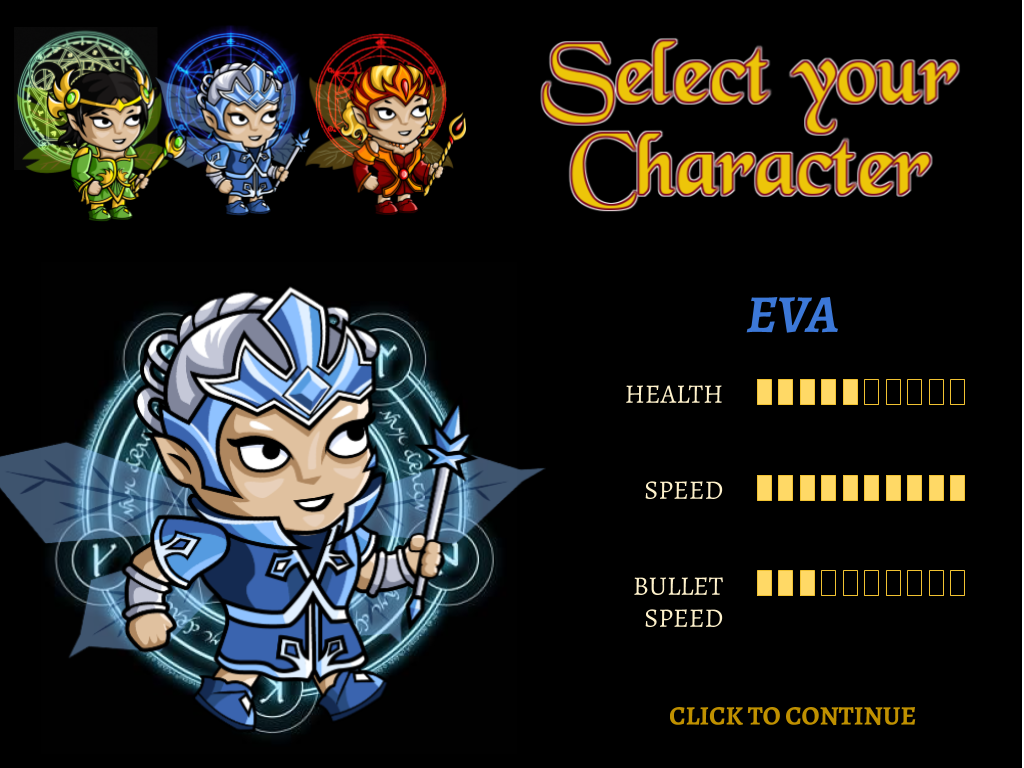 Select your
Character
EVA
HEALTH
SPEED
BULLET
SPEED
CLICK TO CONTINUE